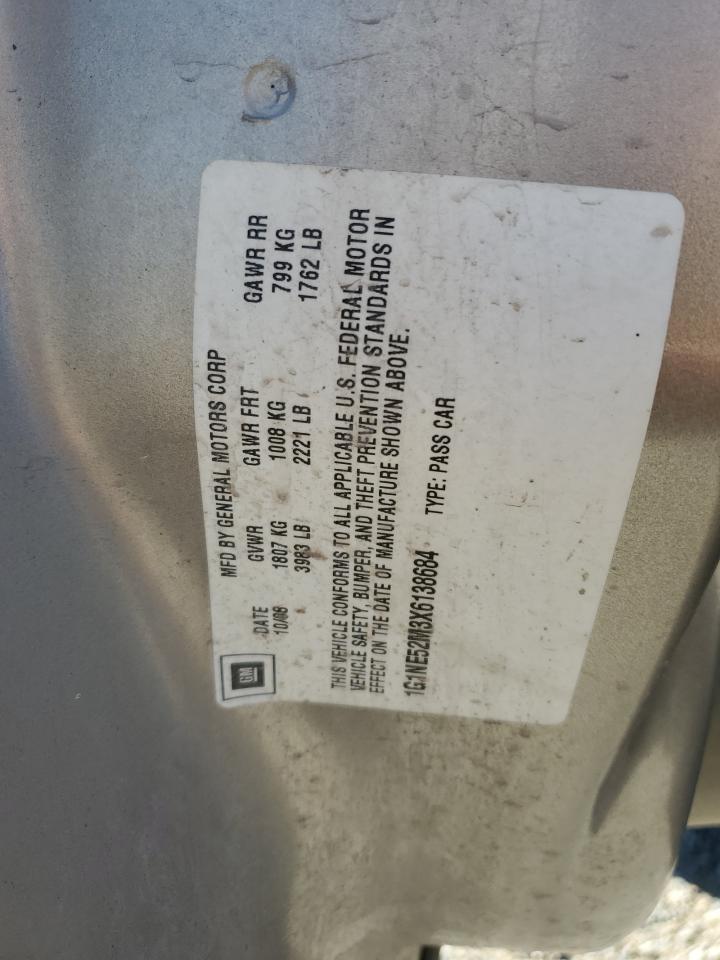 GM
MFD BY GENERAL MOTORS CORP
DATE GVWR GAWR FRT GAWR RR
10/98 1807 KG 1008 KG 799 KG
3983 LB 2221 LB 1762 LB
THIS VEHICLE CONFORMS TO ALL APPLICABLE U.S. FEDERAL MOTOR
VEHICLE SAFETY, BUMPER, AND THEFT PREVENTION STANDARDS IN
EFFECT ON THE DATE OF MANUFACTURE SHOWN ABOVE.
1G1NE52M3X6138684 TYPE: PASS CAR